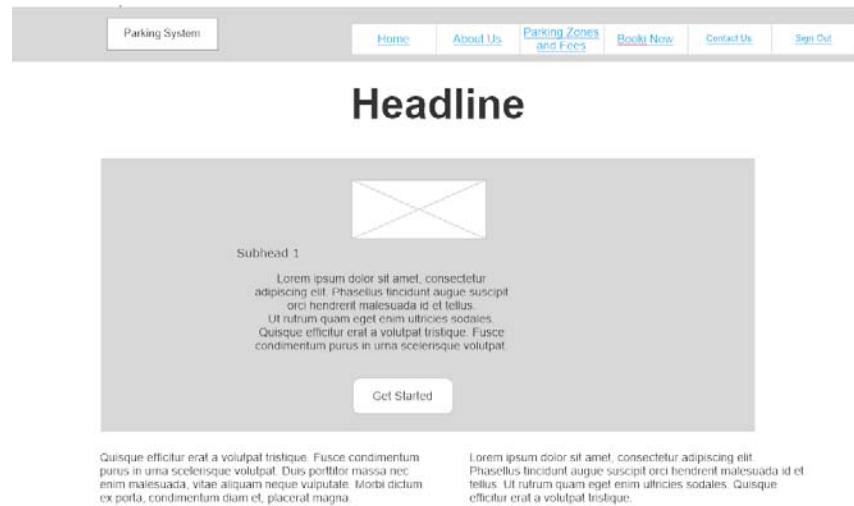 Parking System
Home
About Us
Parking Zones
and Fees
Booki Now
Contact Us
Sign Out
Headline
Subhead 1
Lorem ipsum dolor sit amet, consectetur
adipiscing elit. Phasellus tincidunt augue suscipit
orci hendrerit malesuada id et tellus.
Ut rutrum quam eget enim ultricies sodales.
Quisque efficitur erat a volutpat tristique. Fusce
condimentum purus in urna scelerisque volutpat.
Get Started
Quisque efficitur erat a volutpat tristique. Fusce condimentum
purus in urna scelerisque volutpat. Duis porttitor massa nec
enim malesuada, vitae aliquam neque vulputate. Morbi dictum
ex porta, condimentum diam et, placerat magna.
Lorem ipsum dolor sit amet, consectetur adipiscing elit.
Phasellus tincidunt augue suscipit orci hendrerit malesuada id et
tellus. Ut rutrum quam eget enim ultricies sodales. Quisque
efficitur erat a volutpat tristique.